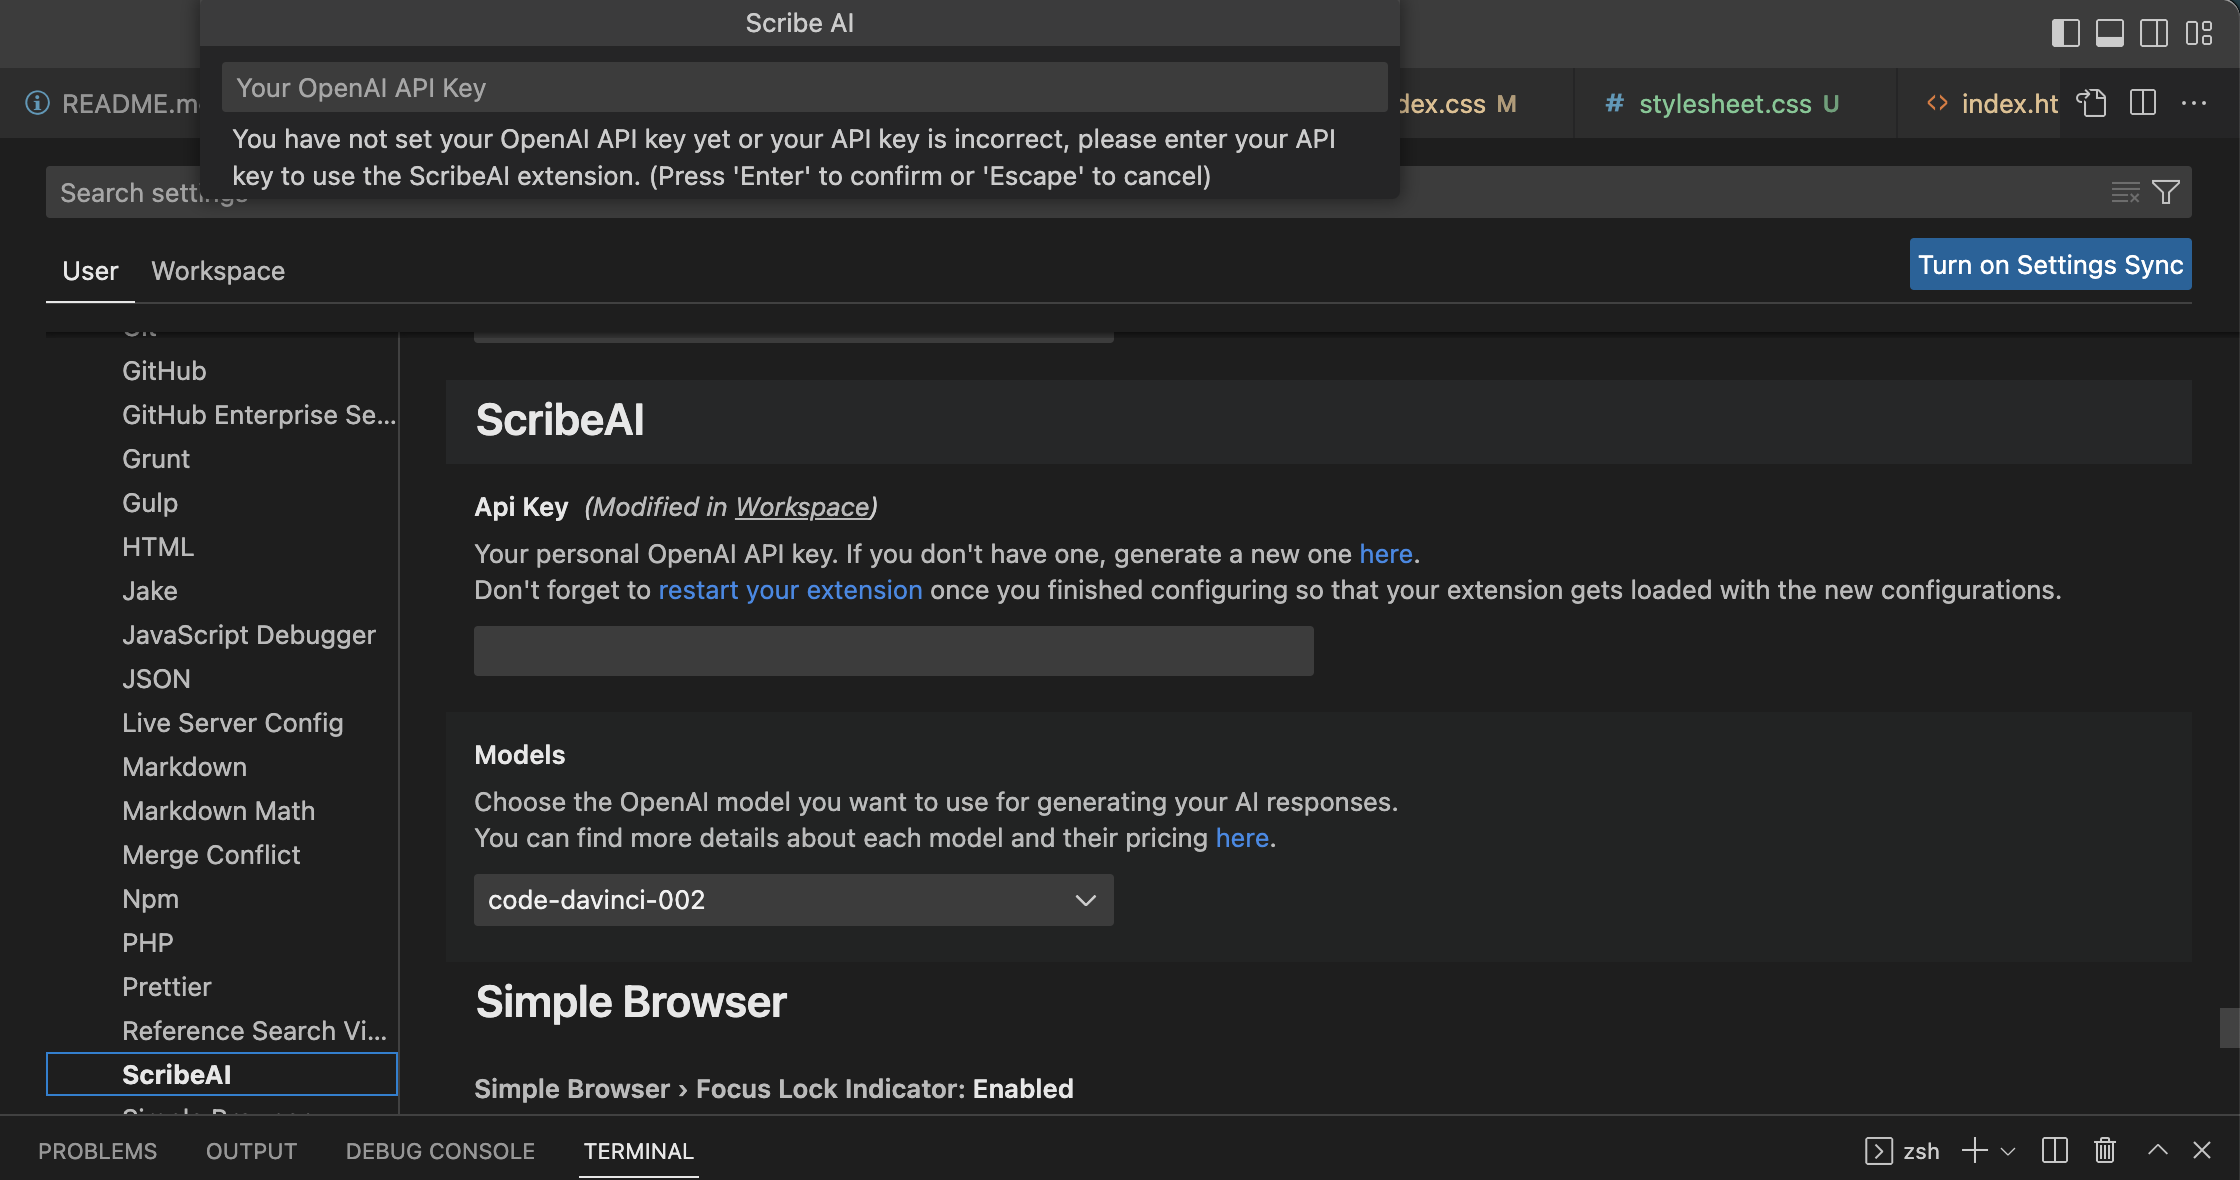 Scribe AI
Your OpenAI API Key
You have not set your OpenAI API key yet or your API key is incorrect, please enter your API
key to use the ScribeAI extension. (Press 'Enter' to confirm or 'Escape' to cancel)
README.m
dex.css M
# stylesheet.css U
<> index.ht
Search settings
User Workspace
Turn on Settings Sync
Git
GitHub
GitHub Enterprise Se...
Grunt
Gulp
HTML
Jake
JavaScript Debugger
JSON
Live Server Config
Markdown
Markdown Math
Merge Conflict
Npm
PHP
Prettier
Reference Search Vi...
ScribeAI
Simple Browser
ScribeAI
Api Key (Modified in Workspace)
Your personal OpenAI API key. If you don't have one, generate a new one here.
Don't forget to restart your extension once you finished configuring so that your extension gets loaded with the new configurations.
Models
Choose the OpenAI model you want to use for generating your AI responses.
You can find more details about each model and their pricing here.
code-davinci-002
Simple Browser
Simple Browser › Focus Lock Indicator: Enabled
PROBLEMS OUTPUT DEBUG CONSOLE TERMINAL
zsh